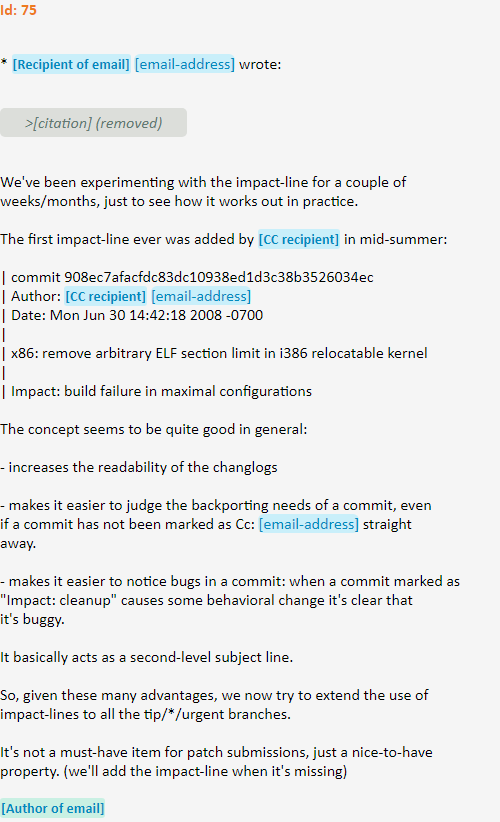 Id: 75
* [Recipient of email] [email-address] wrote:
>[citation] (removed)
We've been experimenting with the impact-line for a couple of
weeks/months, just to see how it works out in practice.
The first impact-line ever was added by [CC recipient] in mid-summer:
| commit 908ec7afacfdc83dc10938ed1d3c38b3526034ec
| Author: [CC recipient] [email-address]
| Date: Mon Jun 30 14:42:18 2008 -0700
|
| x86: remove arbitrary ELF section limit in i386 relocatable kernel
|
| Impact: build failure in maximal configurations
The concept seems to be quite good in general:
- increases the readability of the changlogs
- makes it easier to judge the backporting needs of a commit, even
if a commit has not been marked as Cc: [email-address] straight
away.
- makes it easier to notice bugs in a commit: when a commit marked as
"Impact: cleanup" causes some behavioral change it's clear that
it's buggy.
It basically acts as a second-level subject line.
So, given these many advantages, we now try to extend the use of
impact-lines to all the tip/*/urgent branches.
It's not a must-have item for patch submissions, just a nice-to-have
property. (we'll add the impact-line when it's missing)
[Author of email]